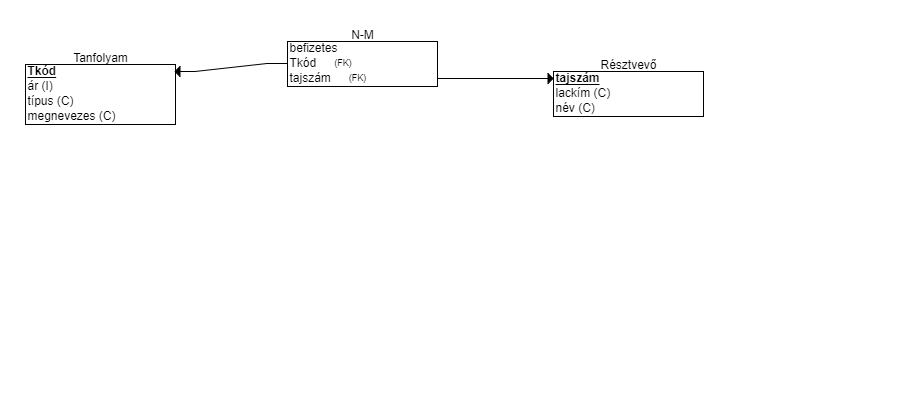 Tanfolyam
Tkód
ár (I)
típus (C)
megnevezes (C)
N-M
befizetes
Tkód (FK)
tajszám (FK)
Résztvevő
tajszám
lackím (C)
név (C)